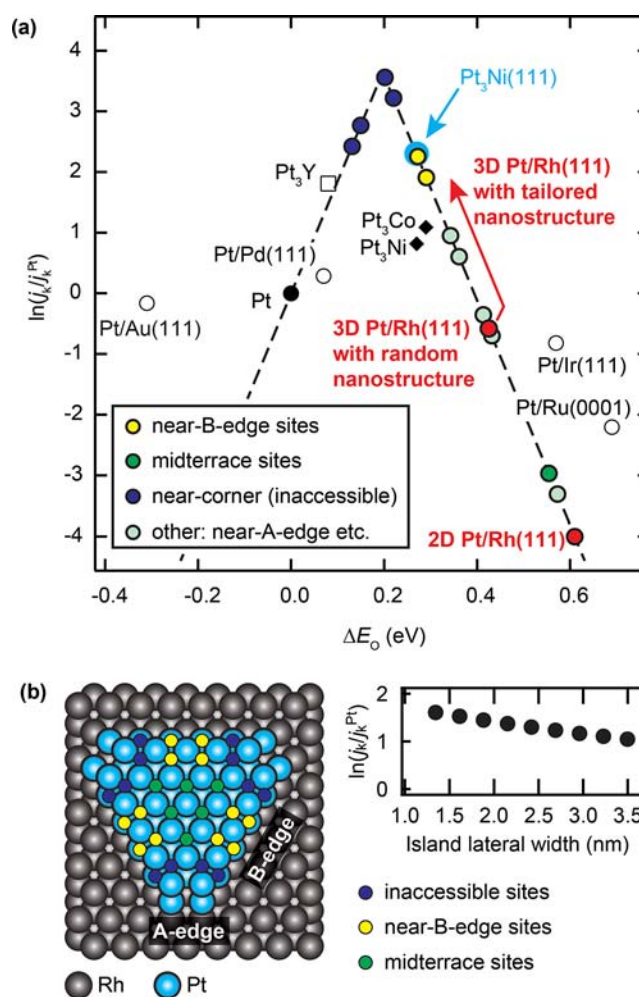 (a)
ln(jₖ/jₖᴾᵗ)
4
3
2
1
0
-1
-2
-3
-4
Pt₃Ni(111)
3D Pt/Rh(111)
with tailored
nanostructure
Pt₃Y
Pt₃Co
Pt₃Ni
Pt/Pd(111)
Pt
Pt/Au(111)
3D Pt/Rh(111)
with random
nanostructure
Pt/Ir(111)
Pt/Ru(0001)
near-B-edge sites
midterrace sites
near-corner (inaccessible)
other: near-A-edge etc.
2D Pt/Rh(111)
-0.4 -0.2 0.0 0.2 0.4 0.6
ΔE₀ (eV)
(b)
B-edge
A-edge
Rh Pt
ln(jₖ/jₖᴾᵗ)
2
1
0
1.0 1.5 2.0 2.5 3.0 3.5
Island lateral width (nm)
inaccessible sites
near-B-edge sites
midterrace sites